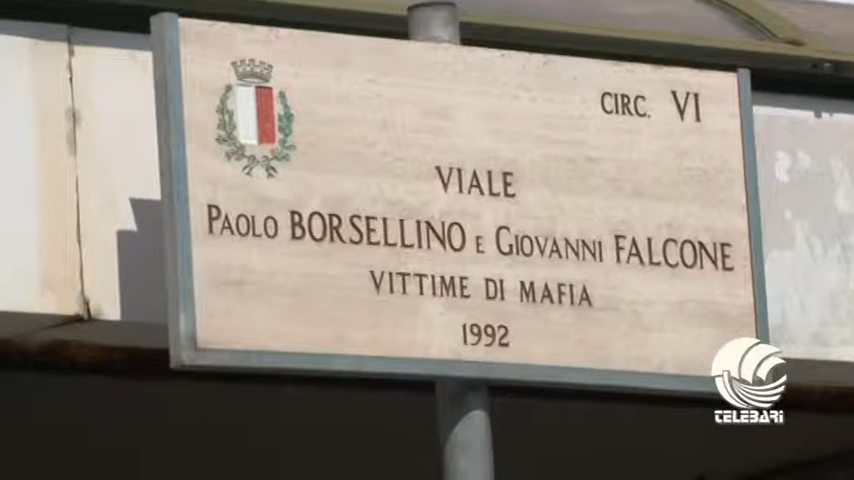 CIRC. VI
VIALE
PAOLO BORSELLINO E GIOVANNI FALCONE
VITTIME DI MAFIA
1992
TELEBARI